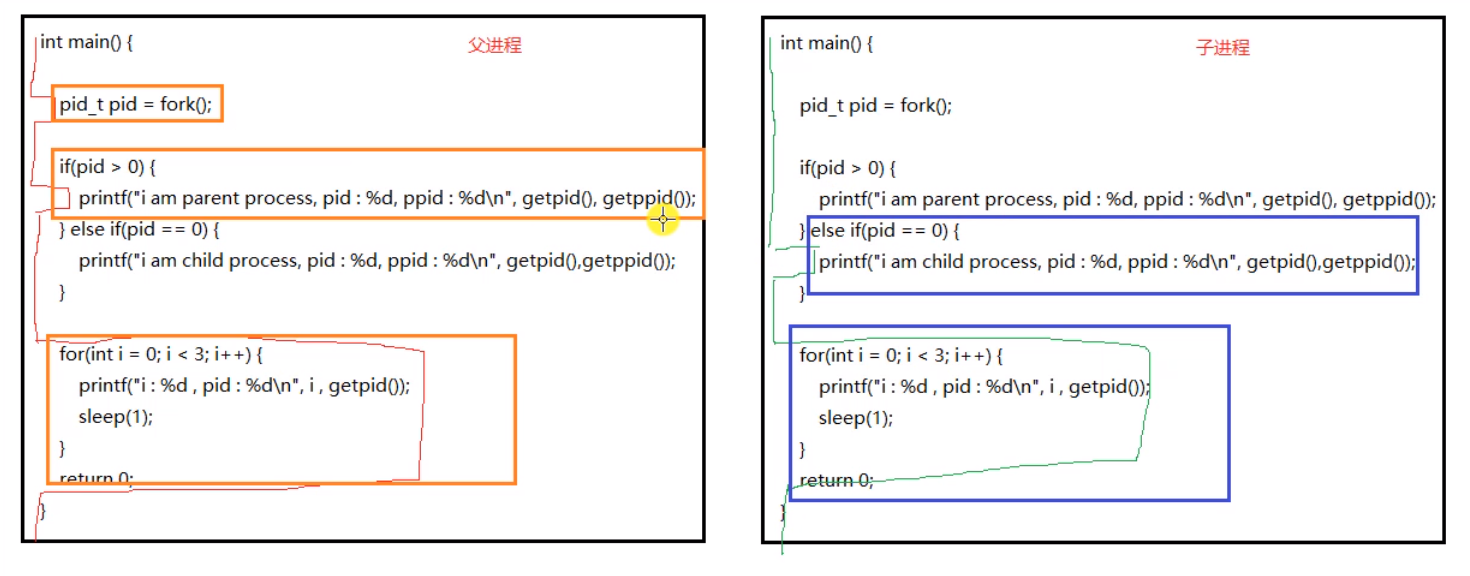 父进程
int main() {
pid_t pid = fork();
if(pid > 0) {
printf("i am parent process, pid : %d, ppid : %d\n", getpid(), getppid());
} else if(pid == 0) {
printf("i am child process, pid : %d, ppid : %d\n", getpid(),getppid());
}
for(int i = 0; i < 3; i++) {
printf("i : %d , pid : %d\n", i , getpid());
sleep(1);
}
return 0;
}
子进程
int main() {
pid_t pid = fork();
if(pid > 0) {
printf("i am parent process, pid : %d, ppid : %d\n", getpid(), getppid());
} else if(pid == 0) {
printf("i am child process, pid : %d, ppid : %d\n", getpid(),getppid());
}
for(int i = 0; i < 3; i++) {
printf("i : %d , pid : %d\n", i , getpid());
sleep(1);
}
return 0;
}